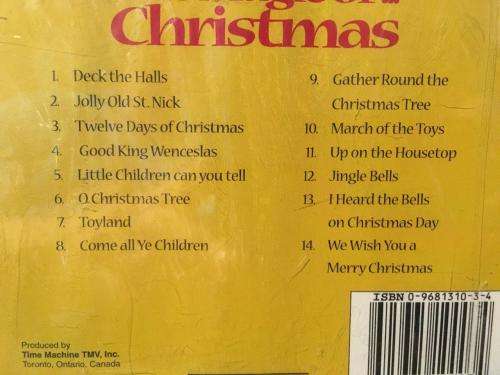 Christmas
1. Deck the Halls
2. Jolly Old St. Nick
3. Twelve Days of Christmas
4. Good King Wenceslas
5. Little Children can you tell
6. O Christmas Tree
7. Toyland
8. Come all Ye Children
9. Gather Round the
Christmas Tree
10. March of the Toys
11. Up on the Housetop
12. Jingle Bells
13. I Heard the Bells
on Christmas Day
14. We Wish You a
Merry Christmas
ISBN 0-9681310-3-4
Produced by
Time Machine TMV, Inc.
Toronto, Ontario, Canada